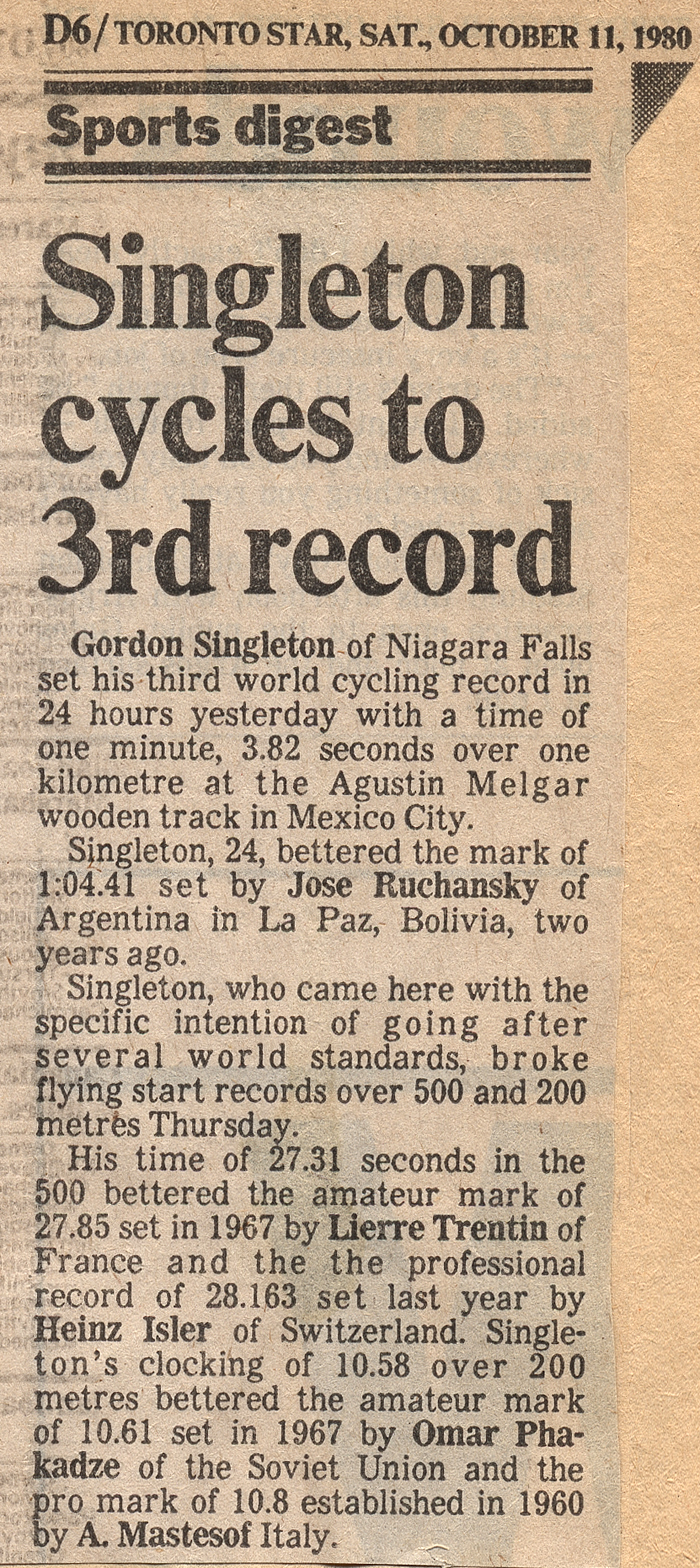 D6/TORONTO STAR, SAT., OCTOBER 11, 1980
Sports digest
Singleton
cycles to
3rd record
Gordon Singleton of Niagara Falls
set his third world cycling record in
24 hours yesterday with a time of
one minute, 3.82 seconds over one
kilometre at the Agustin Melgar
wooden track in Mexico City.
Singleton, 24, bettered the mark of
1:04.41 set by Jose Ruchansky of
Argentina in La Paz, Bolivia, two
years ago.
Singleton, who came here with the
specific intention of going after
several world standards, broke
flying start records over 500 and 200
metres Thursday.
His time of 27.31 seconds in the
500 bettered the amateur mark of
27.85 set in 1967 by Lierre Trentin of
France and the the professional
record of 28.163 set last year by
Heinz Isler of Switzerland. Single-
ton's clocking of 10.58 over 200
metres bettered the amateur mark
of 10.61 set in 1967 by Omar Pha-
kadze of the Soviet Union and the
pro mark of 10.8 established in 1960
by A. Mastesof Italy.